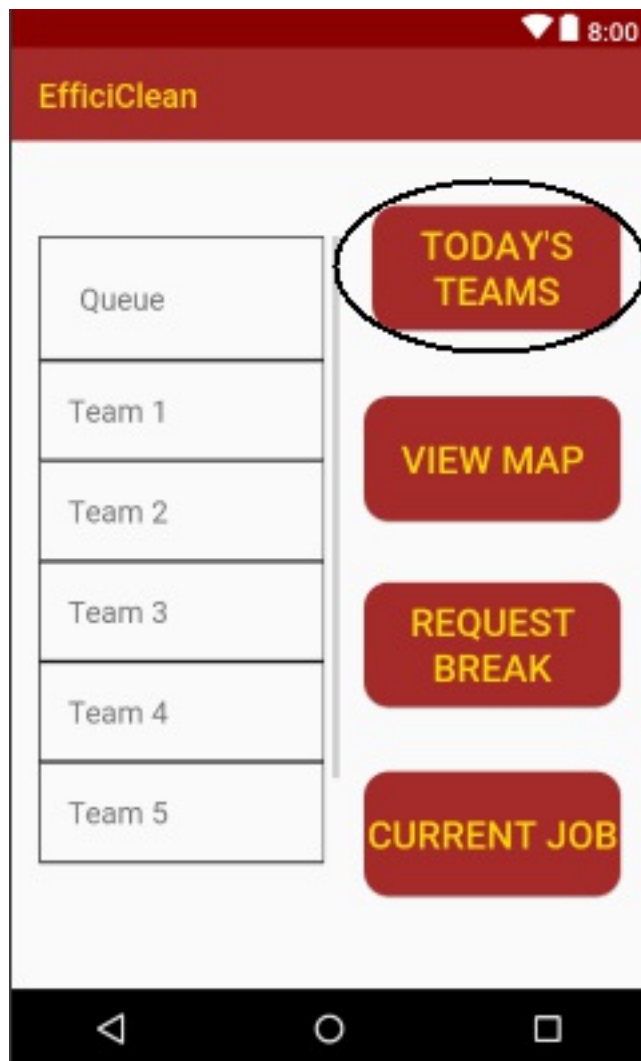 8:00
EfficiClean
Queue
Team 1
Team 2
Team 3
Team 4
Team 5
TODAY'S
TEAMS
VIEW MAP
REQUEST
BREAK
CURRENT JOB